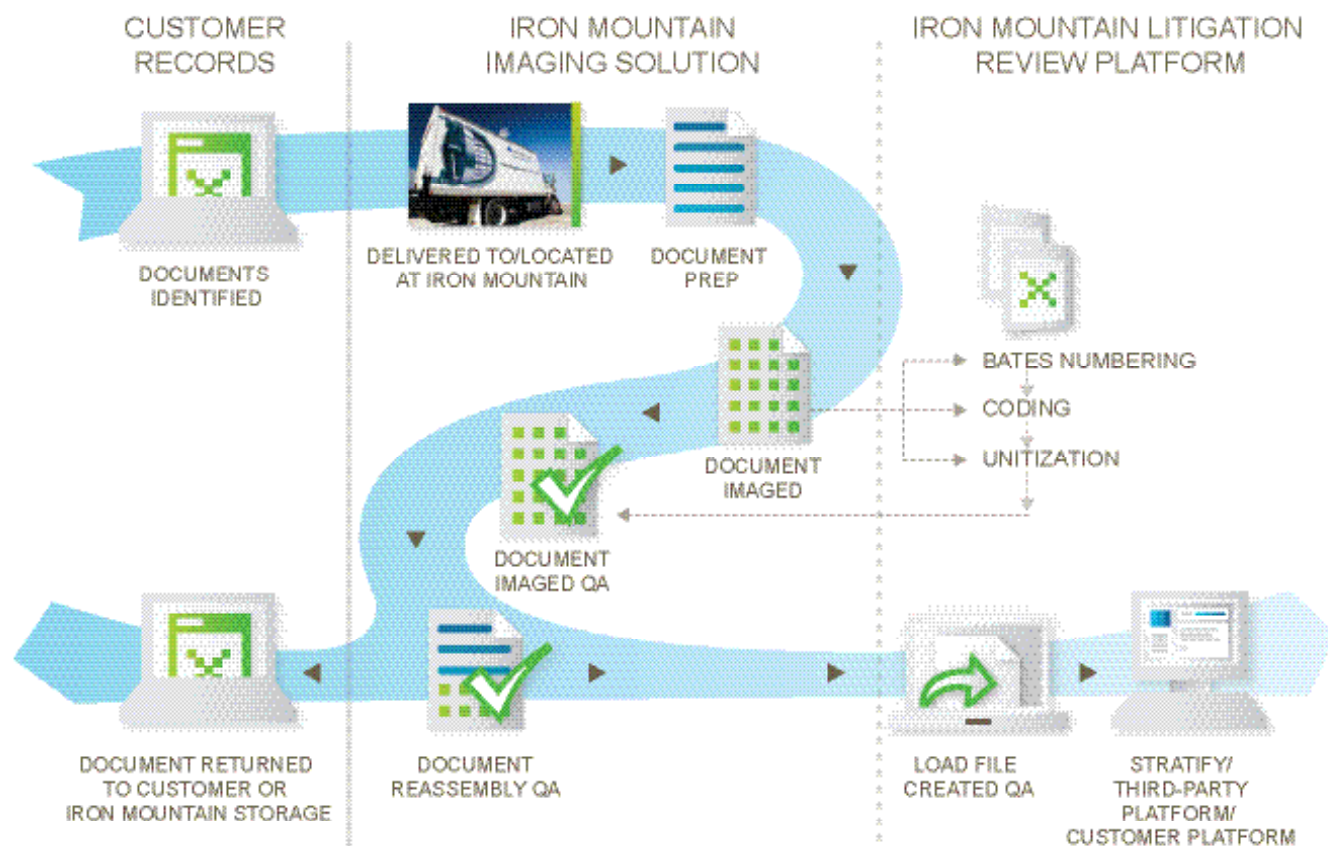 CUSTOMER
RECORDS
IRON MOUNTAIN
IMAGING SOLUTION
IRON MOUNTAIN LITIGATION
REVIEW PLATFORM
DOCUMENTS
IDENTIFIED
DELIVERED TO/LOCATED
AT IRON MOUNTAIN
DOCUMENT
PREP
BATES NUMBERING
CODING
UNITIZATION
DOCUMENT
IMAGED
DOCUMENT
IMAGED QA
DOCUMENT RETURNED
TO CUSTOMER OR
IRON MOUNTAIN STORAGE
DOCUMENT
REASSEMBLY QA
LOAD FILE
CREATED QA
STRATIFY/
THIRD-PARTY
PLATFORM/
CUSTOMER PLATFORM